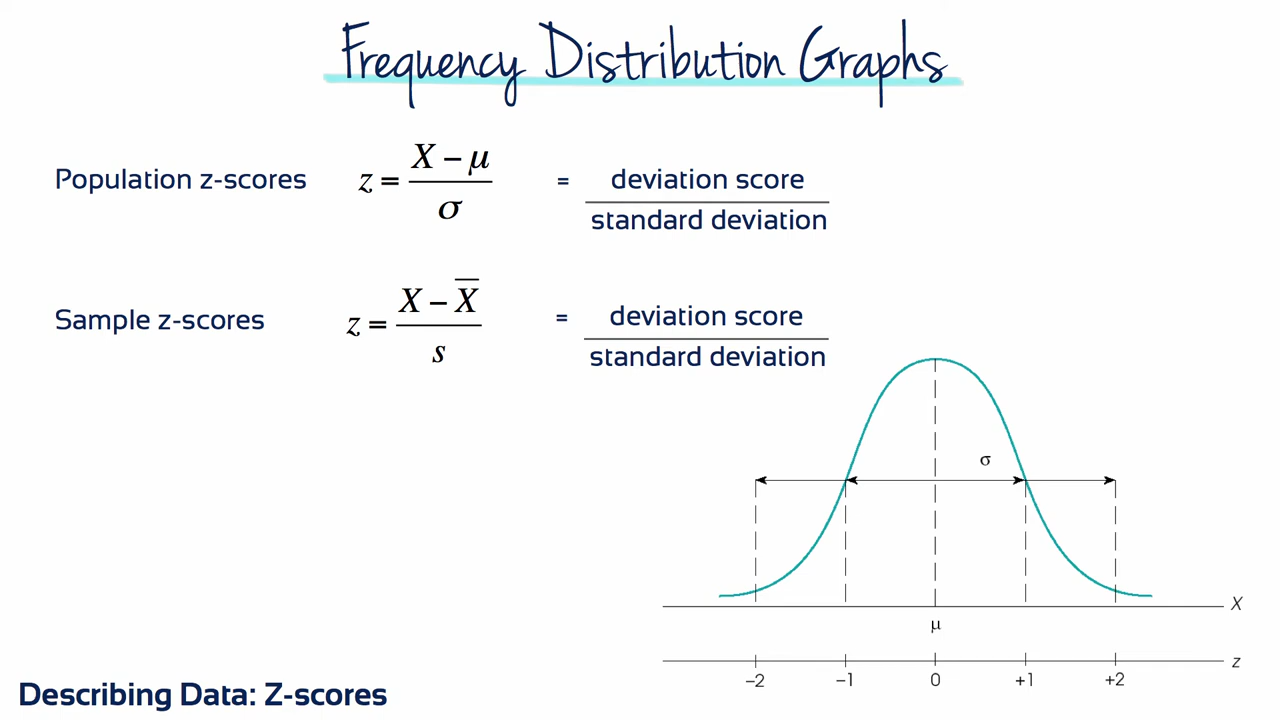 Frequency Distribution Graphs
Population z-scores z = X − μ / σ = deviation score / standard deviation
Sample z-scores z = X − X̄ / s = deviation score / standard deviation
σ
X
μ
z
−2 −1 0 +1 +2
Describing Data: Z-scores